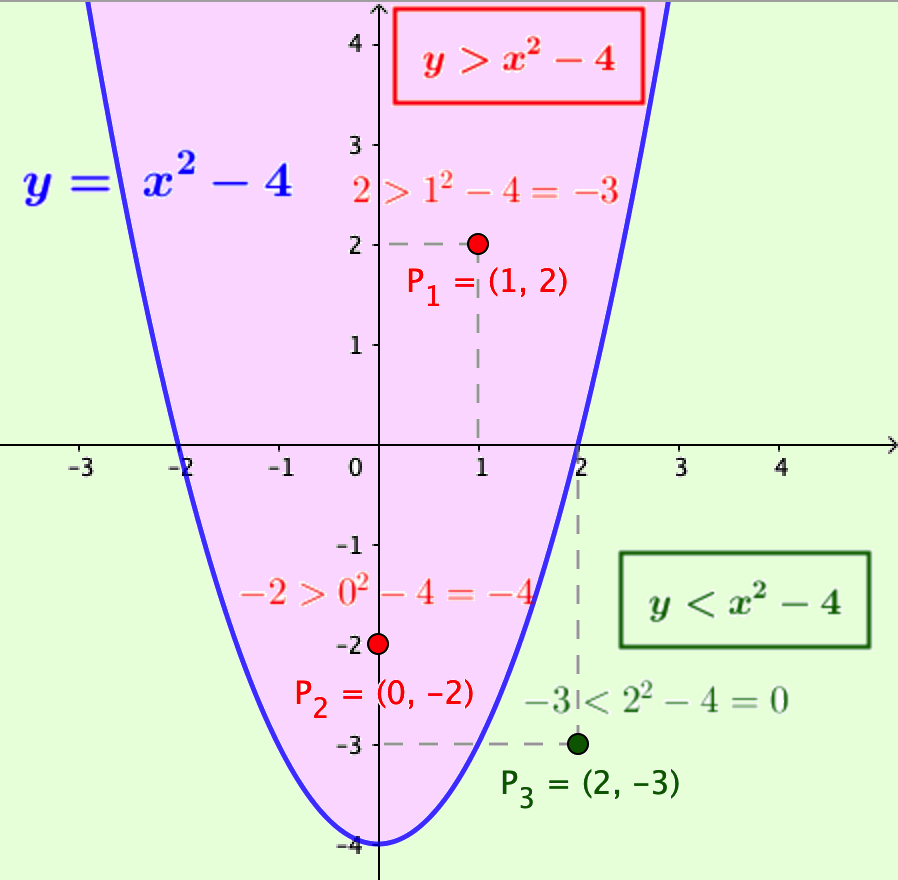 4
y > x² − 4
3
y = x² − 4
2 > 1² − 4 = −3
2
P₁ = (1, 2)
1
−3 −2 −1 0 1 2 3 4
−1
−2 > 0² − 4 = −4
y < x² − 4
−2
P₂ = (0, −2)
−3 < 2² − 4 = 0
−3
P₃ = (2, −3)
−4